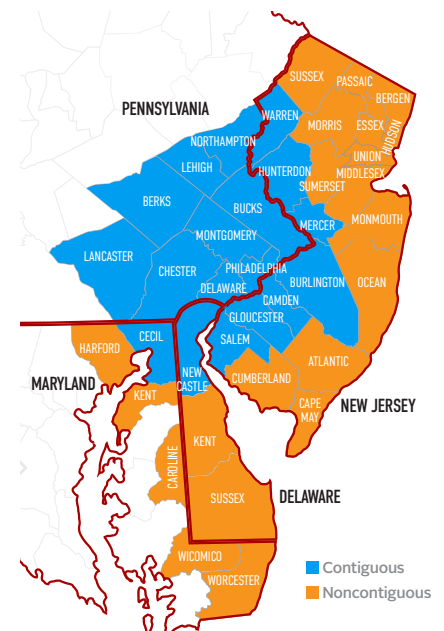 SUSSEX
PASSAIC
BERGEN
PENNSYLVANIA
WARREN
MORRIS
ESSEX
HUDSON
NORTHAMPTON
UNION
LEHIGH
HUNTERDON
MIDDLESEX
SOMERSET
BERKS
BUCKS
MERCER
MONMOUTH
MONTGOMERY
LANCASTER
CHESTER
PHILADELPHIA
OCEAN
DELAWARE
BURLINGTON
CAMDEN
GLOUCESTER
CECIL
SALEM
HARFORD
ATLANTIC
NEW
CASTLE
CUMBERLAND
MARYLAND
KENT
CAPE
MAY
NEW JERSEY
KENT
CAROLINE
SUSSEX
DELAWARE
WICOMICO
Contiguous
WORCESTER
Noncontiguous